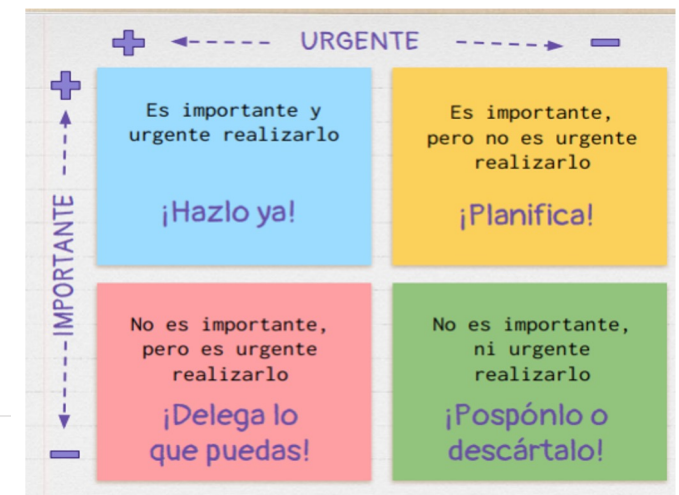 URGENTE
IMPORTANTE
Es importante y
urgente realizarlo
¡Hazlo ya!
Es importante,
pero no es urgente
realizarlo
¡Planifica!
No es importante,
pero es urgente
realizarlo
¡Delega lo
que puedas!
No es importante,
ni urgente
realizarlo
¡Pospónlo o
descártalo!